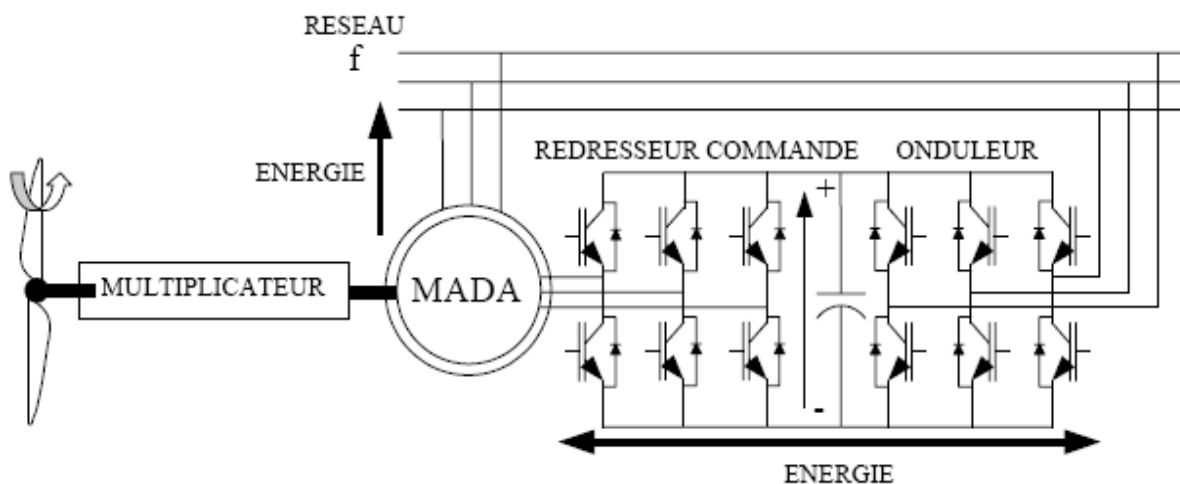 RESEAU
f
ENERGIE
REDRESSEUR COMMANDE
ONDULEUR
+
MULTIPLICATEUR
MADA
-
ENERGIE